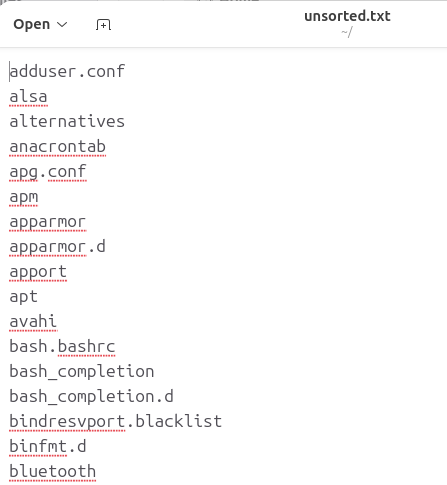 Open
unsorted.txt
~/
adduser.conf
alsa
alternatives
anacrontab
apg.conf
apm
apparmor
apparmor.d
apport
apt
avahi
bash.bashrc
bash_completion
bash_completion.d
bindresvport.blacklist
binfmt.d
bluetooth